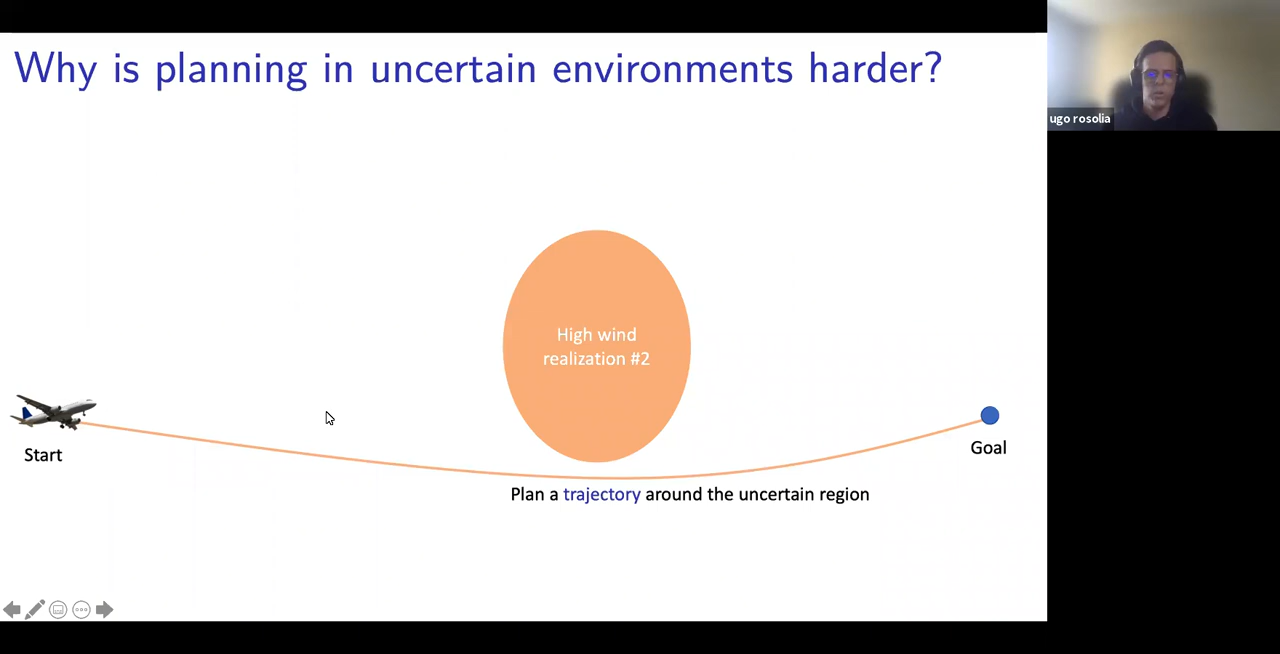 Why is planning in uncertain environments harder?
ugo rosolia
High wind
realization #2
Start
Goal
Plan a trajectory around the uncertain region